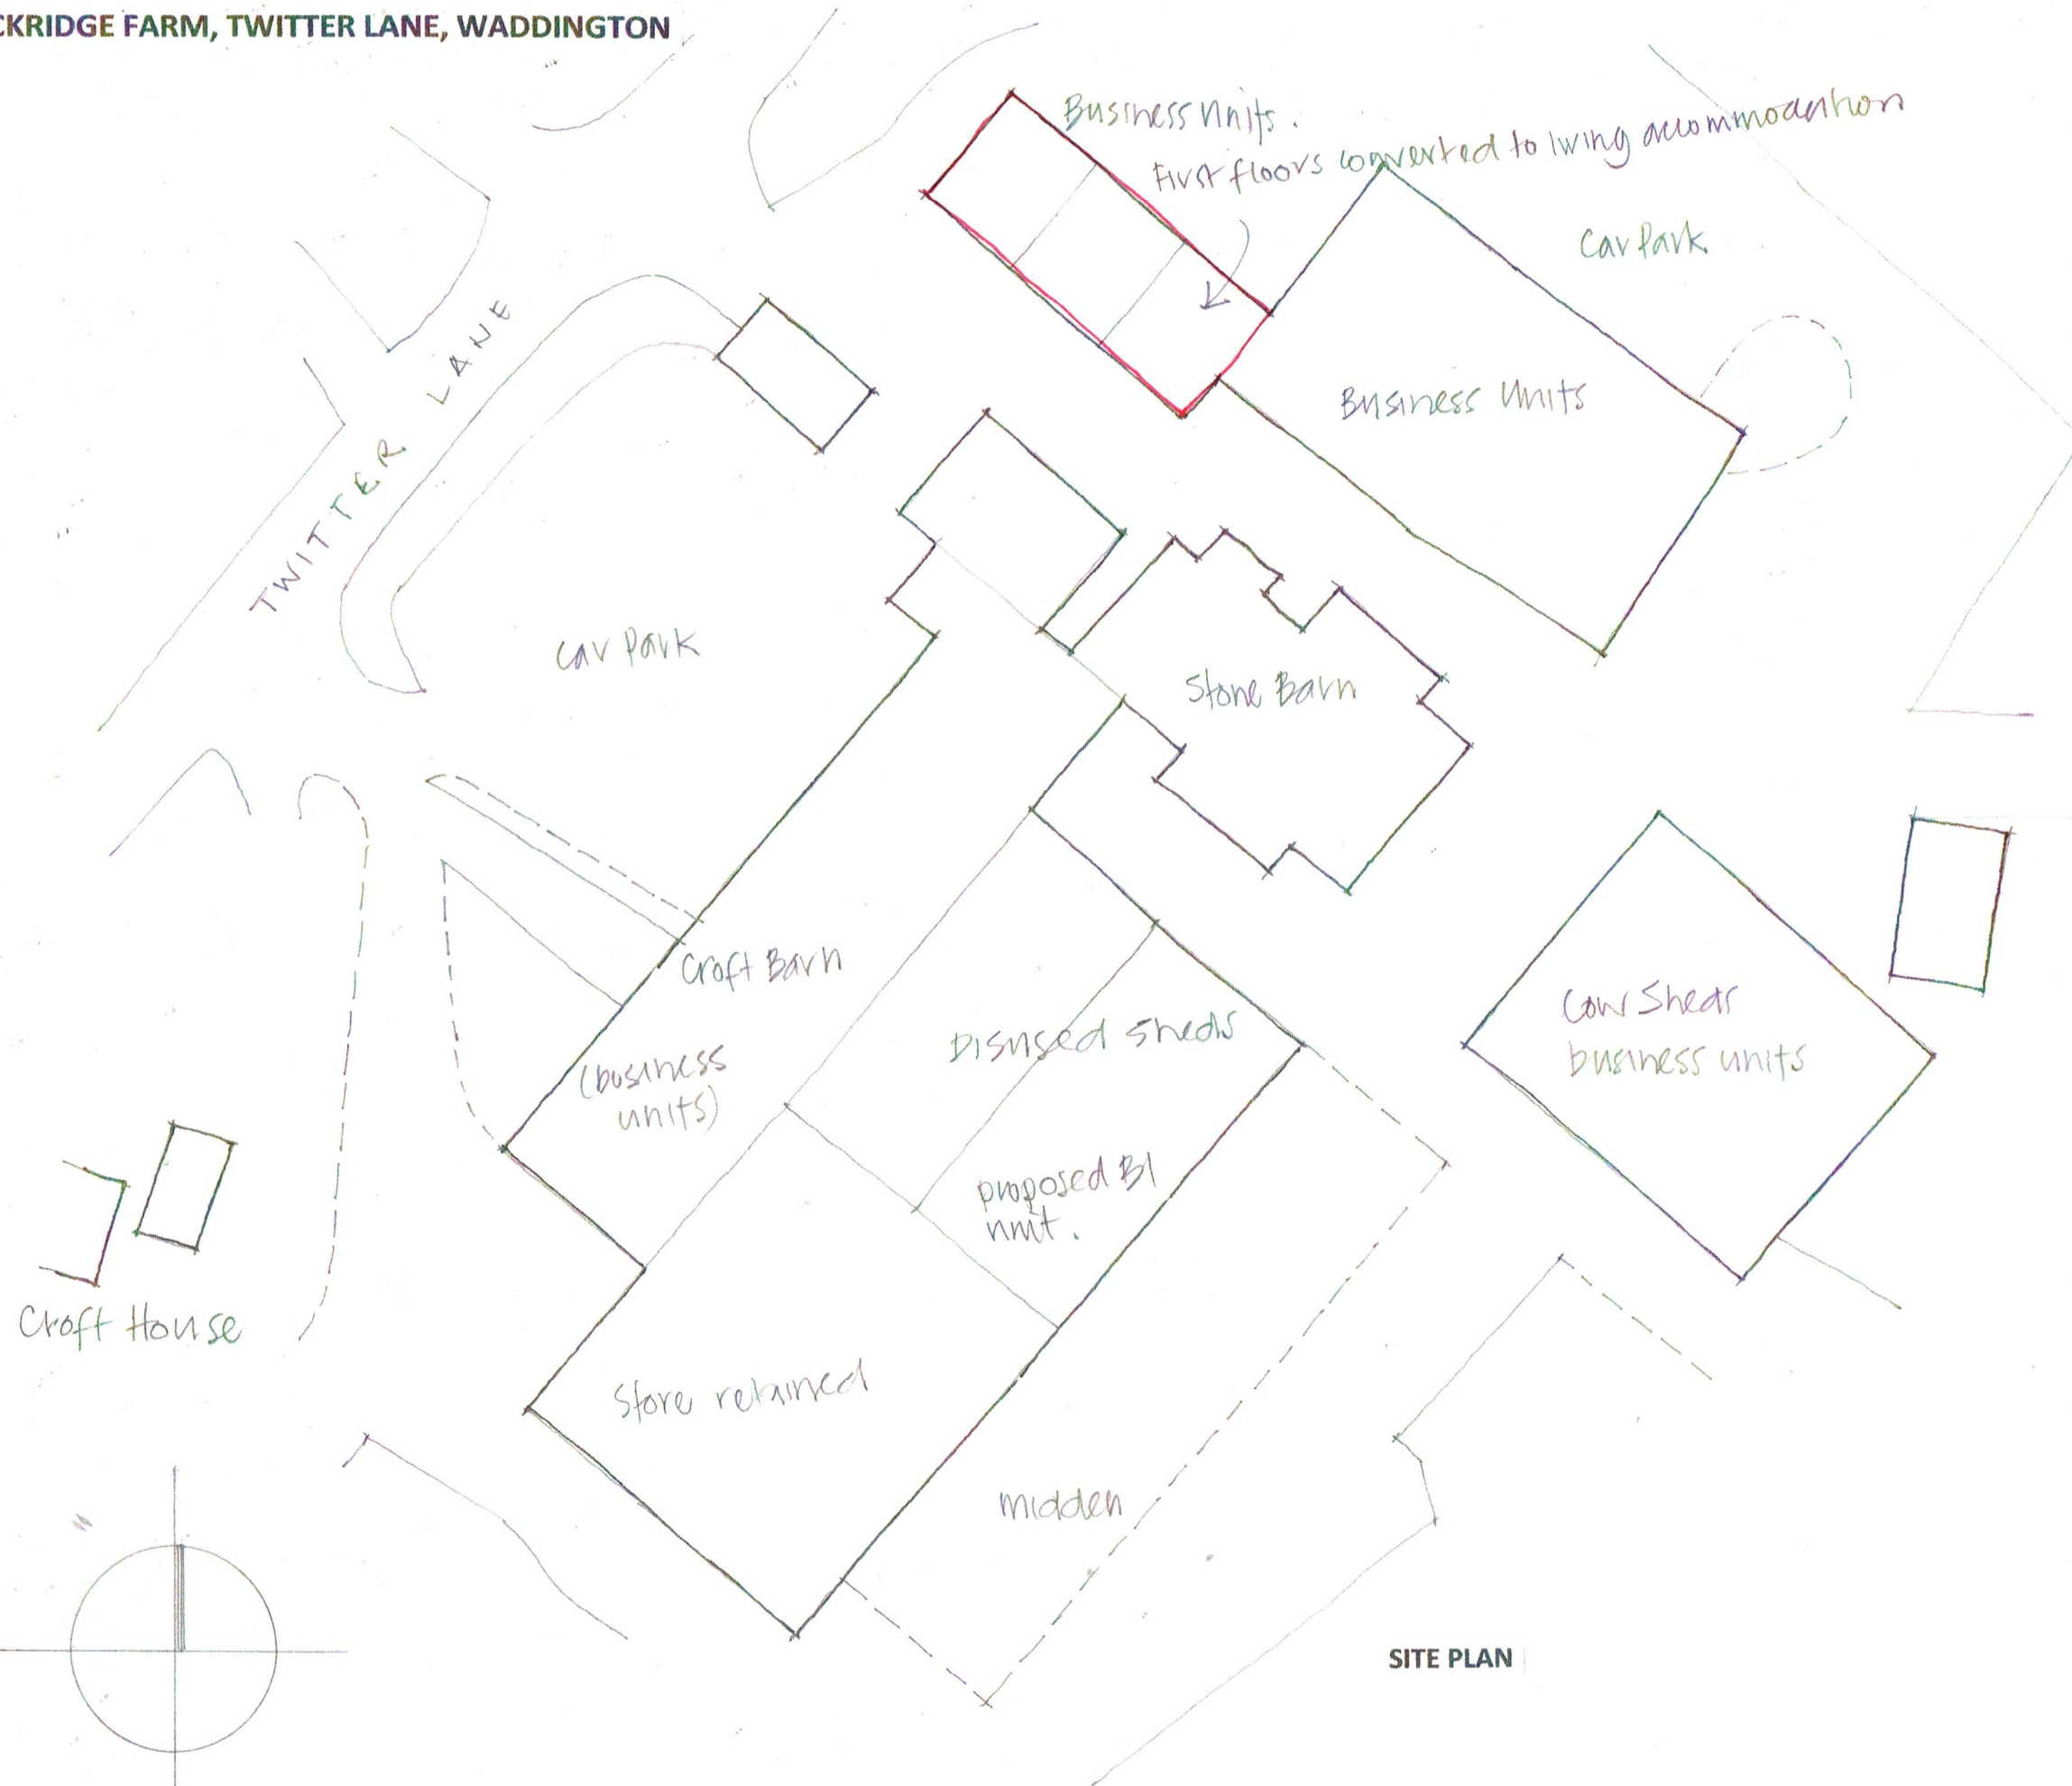 CKRIDGE FARM, TWITTER LANE, WADDINGTON
Business Units.
First floors converted to living accommodation
Car Park
Business Units
TWITTER LANE
Car Park
Stone Barn
Croft Barn
(business
units)
Disused Sheds
Cow Sheds
business units
proposed B1
unit.
Croft House
Store retained
Midden
SITE PLAN